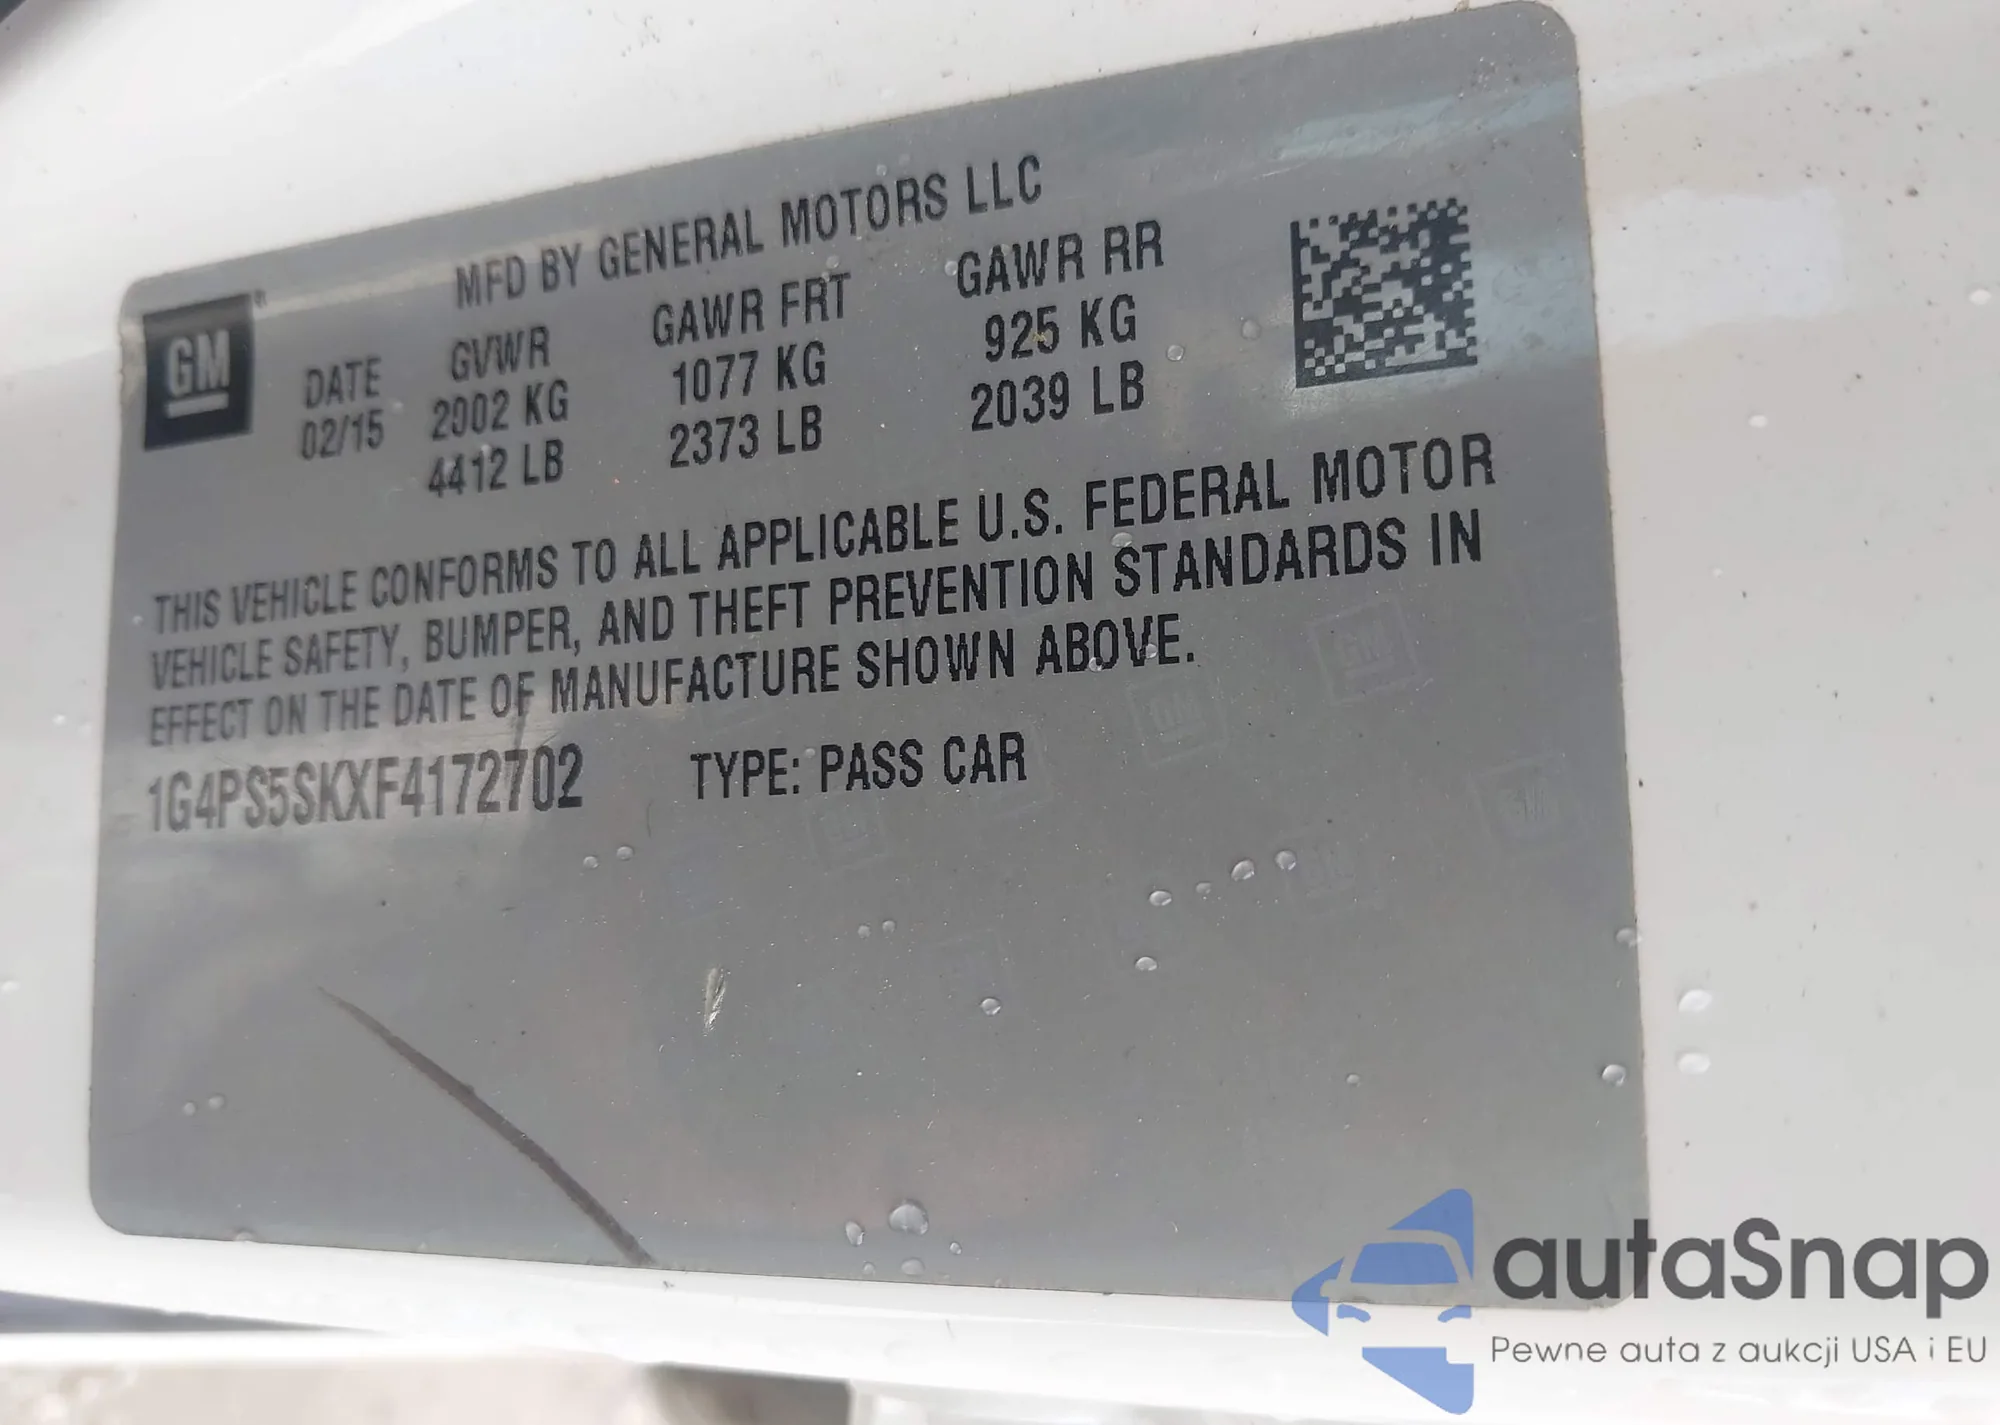 MFD BY GENERAL MOTORS LLC
GM
DATE GVWR GAWR FRT GAWR RR
02/15 2002 KG 1077 KG 925 KG
4412 LB 2373 LB 2039 LB
THIS VEHICLE CONFORMS TO ALL APPLICABLE U.S. FEDERAL MOTOR
VEHICLE SAFETY, BUMPER, AND THEFT PREVENTION STANDARDS IN
EFFECT ON THE DATE OF MANUFACTURE SHOWN ABOVE.
1G4PS5SKXF4172702 TYPE: PASS CAR
autaSnap
Pewne auta z aukcji USA i EU